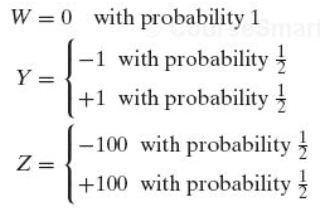 W = 0 with probability 1
Y = { −1 with probability 1/2
+1 with probability 1/2
Z = { −100 with probability 1/2
+100 with probability 1/2